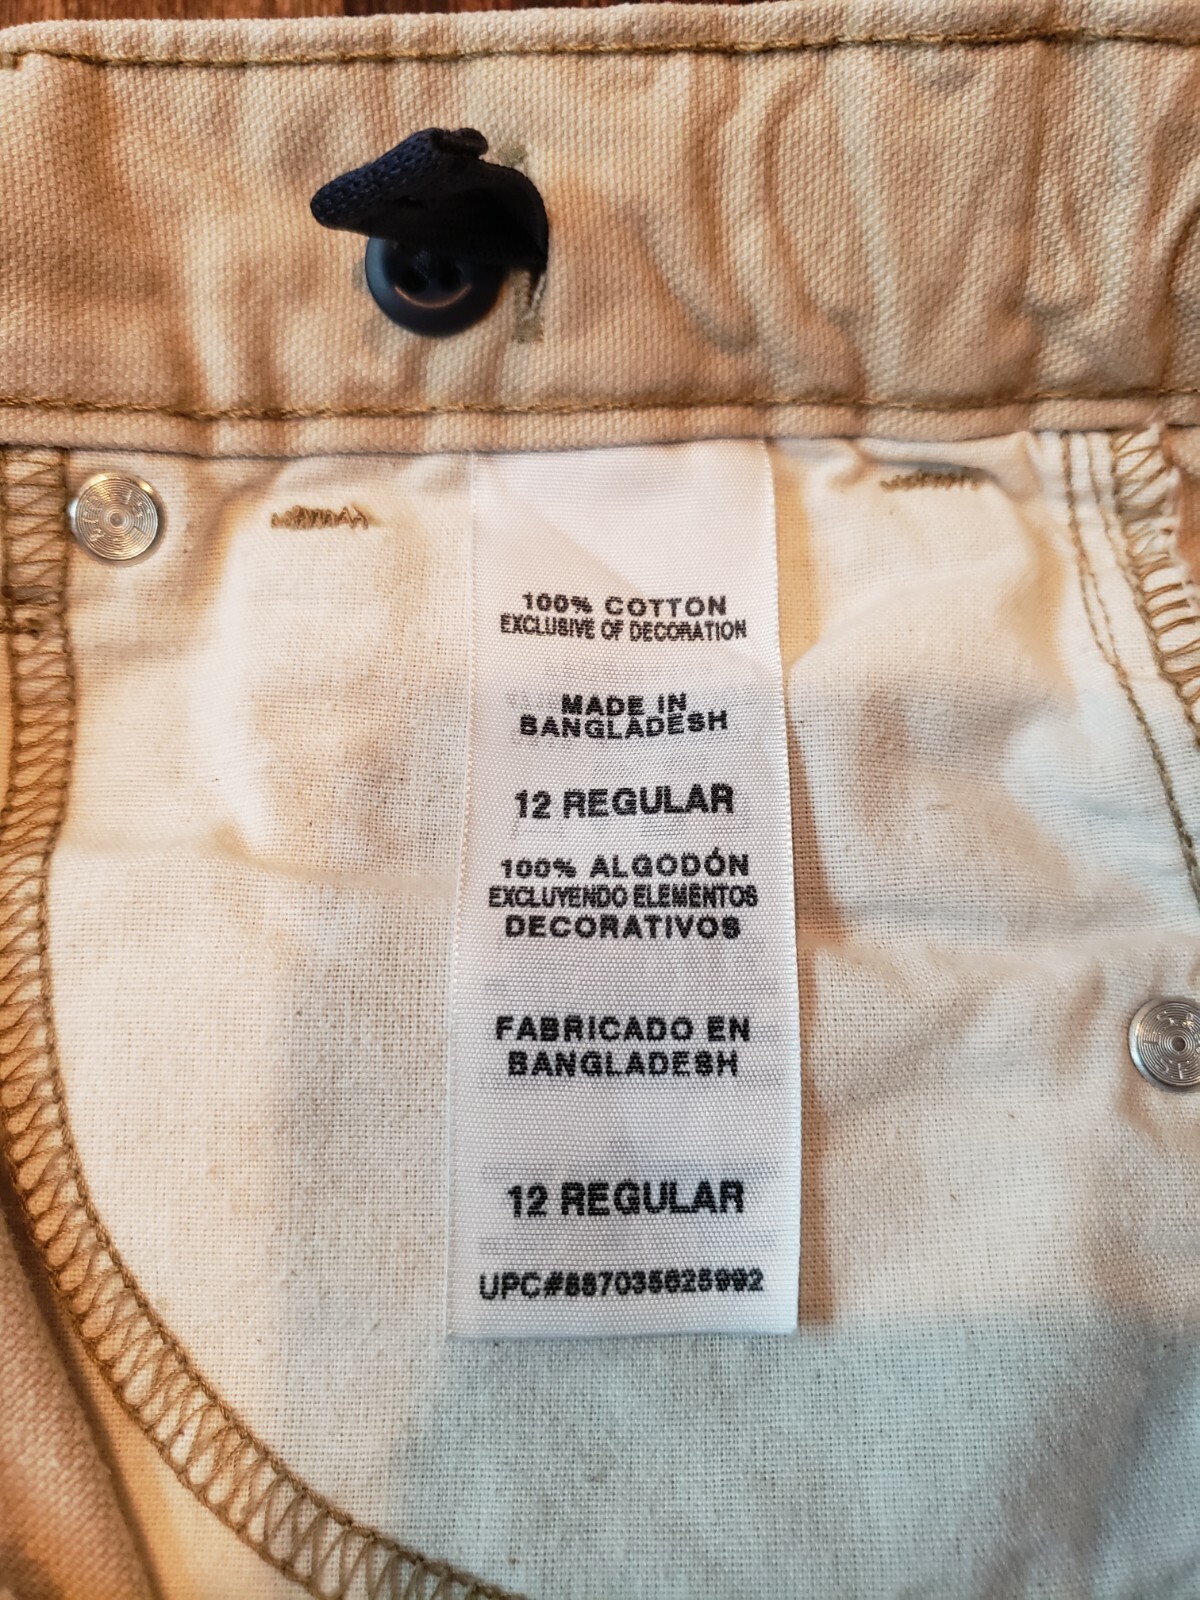 100% COTTON
EXCLUSIVE OF DECORATION
MADE IN
BANGLADESH
12 REGULAR
100% ALGODÓN
EXCLUYENDO ELEMENTOS
DECORATIVOS
FABRICADO EN
BANGLADESH
12 REGULAR
UPC#887035625992